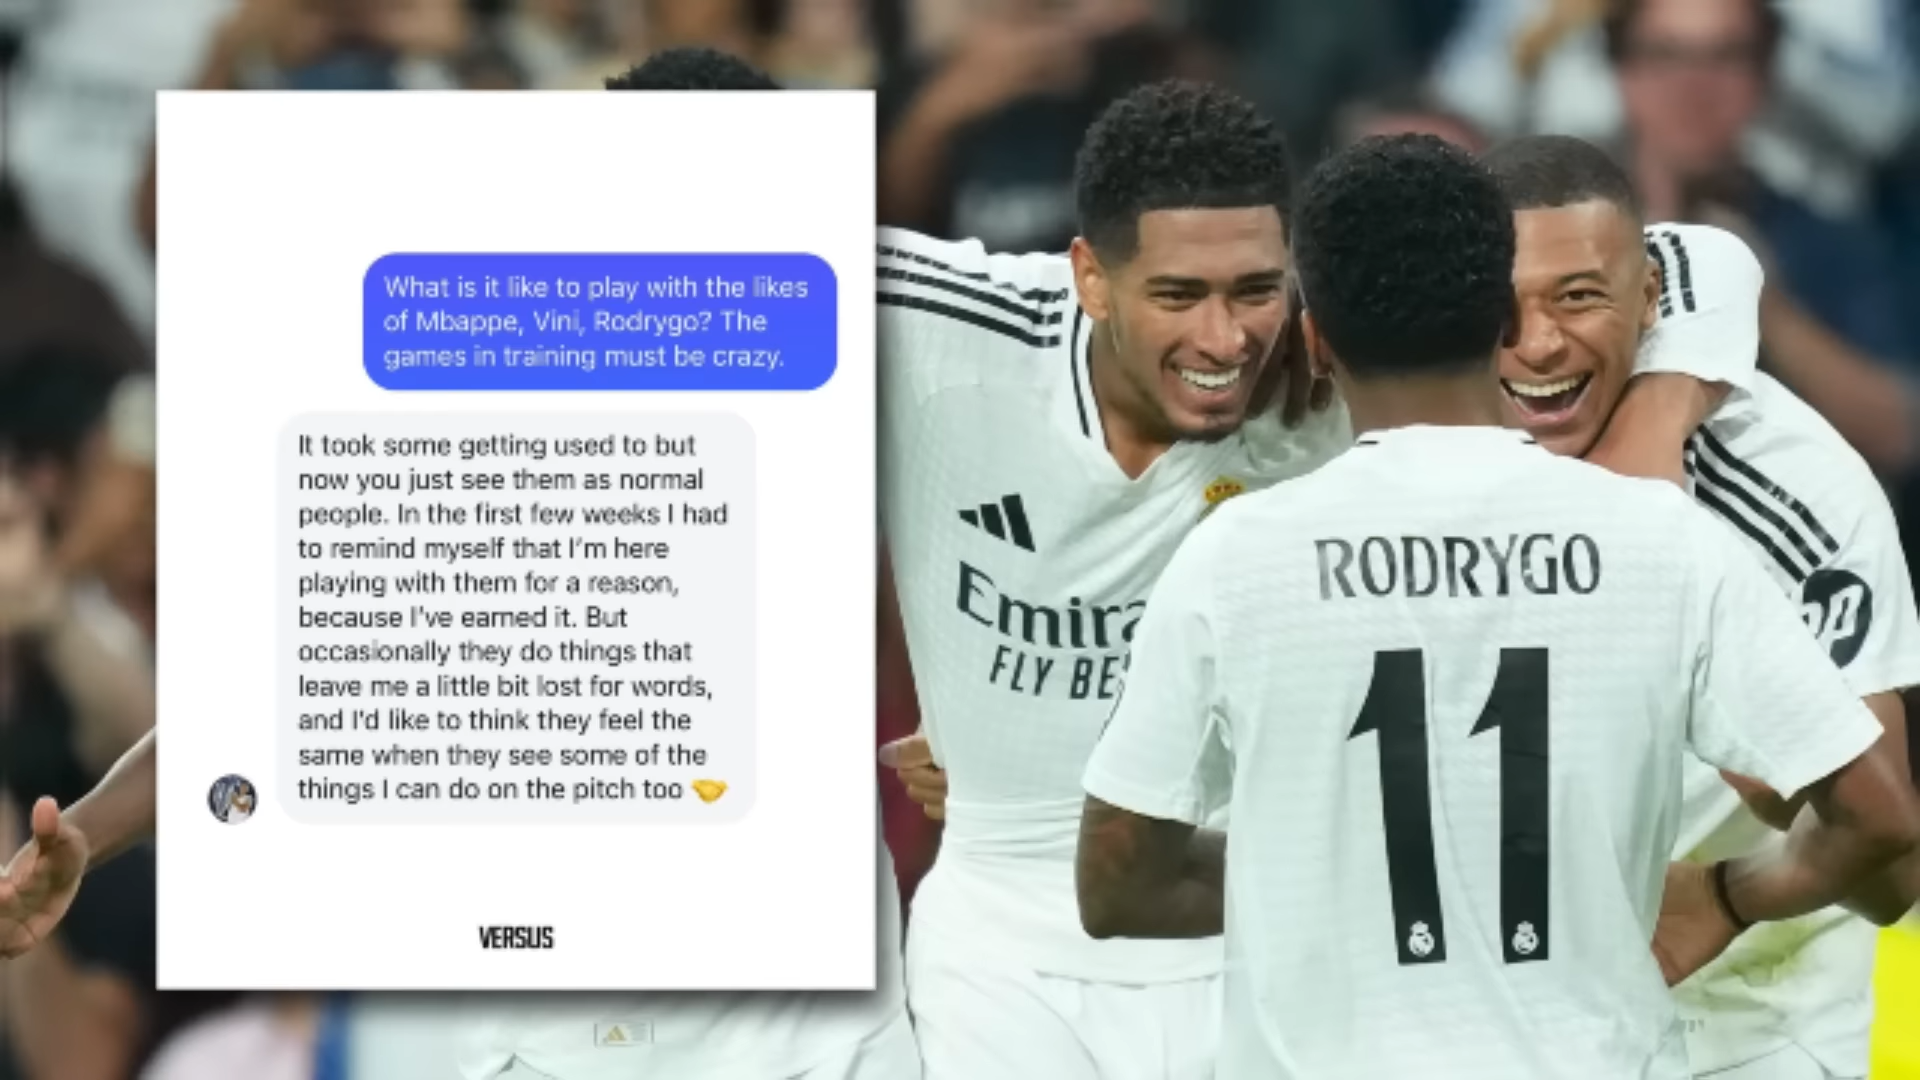 What is it like to play with the likes
of Mbappe, Vini, Rodrygo? The
games in training must be crazy.
It took some getting used to but
now you just see them as normal
people. In the first few weeks I had
to remind myself that I'm here
playing with them for a reason,
because I've earned it. But
occasionally they do things that
leave me a little bit lost for words,
and I'd like to think they feel the
same when they see some of the
things I can do on the pitch too 🤝
VERSUS
Emira
FLY BE
RODRYGO
11
hp